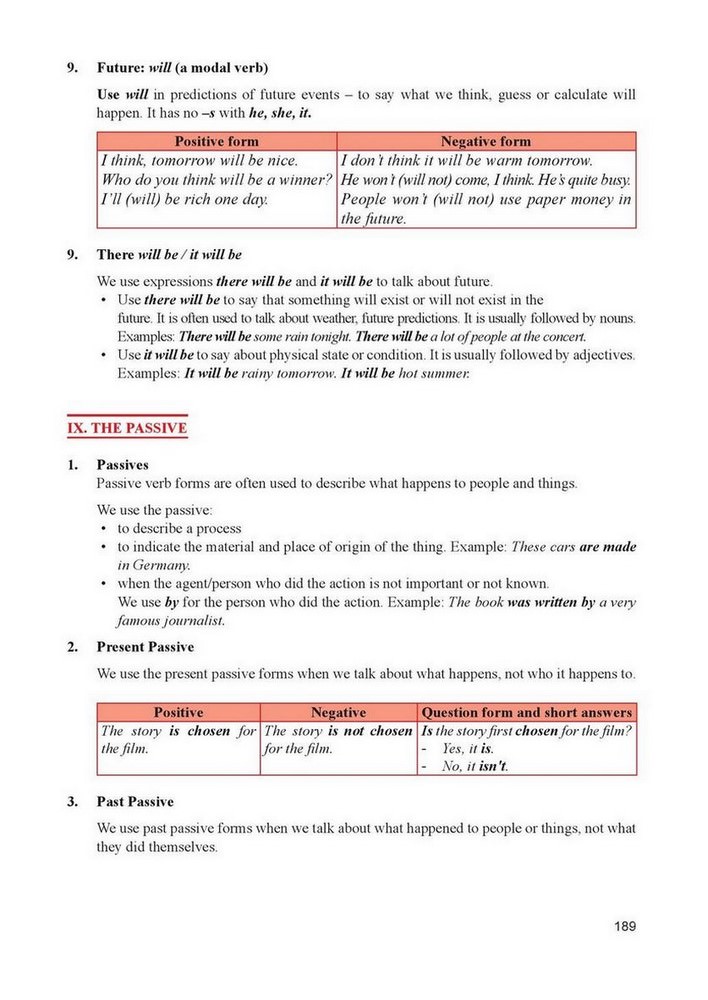 9. Future: will (a modal verb)
Use will in predictions of future events – to say what we think, guess or calculate will
happen. It has no –s with he, she, it.
Positive form Negative form
I think, tomorrow will be nice. I don't think it will be warm tomorrow.
Who do you think will be a winner? He won't (will not) come, I think. He's quite busy.
I'll (will) be rich one day. People won't (will not) use paper money in
the future.
9. There will be / it will be
We use expressions there will be and it will be to talk about future.
• Use there will be to say that something will exist or will not exist in the
future. It is often used to talk about weather, future predictions. It is usually followed by nouns.
Examples: There will be some rain tonight. There will be a lot of people at the concert.
• Use it will be to say about physical state or condition. It is usually followed by adjectives.
Examples: It will be rainy tomorrow. It will be hot summer.
IX. THE PASSIVE
1. Passives
Passive verb forms are often used to describe what happens to people and things.
We use the passive:
• to describe a process
• to indicate the material and place of origin of the thing. Example: These cars are made
in Germany.
• when the agent/person who did the action is not important or not known.
We use by for the person who did the action. Example: The book was written by a very
famous journalist.
2. Present Passive
We use the present passive forms when we talk about what happens, not who it happens to.
Positive Negative Question form and short answers
The story is chosen for The story is not chosen Is the story first chosen for the film?
the film. for the film. - Yes, it is.
- No, it isn't.
3. Past Passive
We use past passive forms when we talk about what happened to people or things, not what
they did themselves.
189